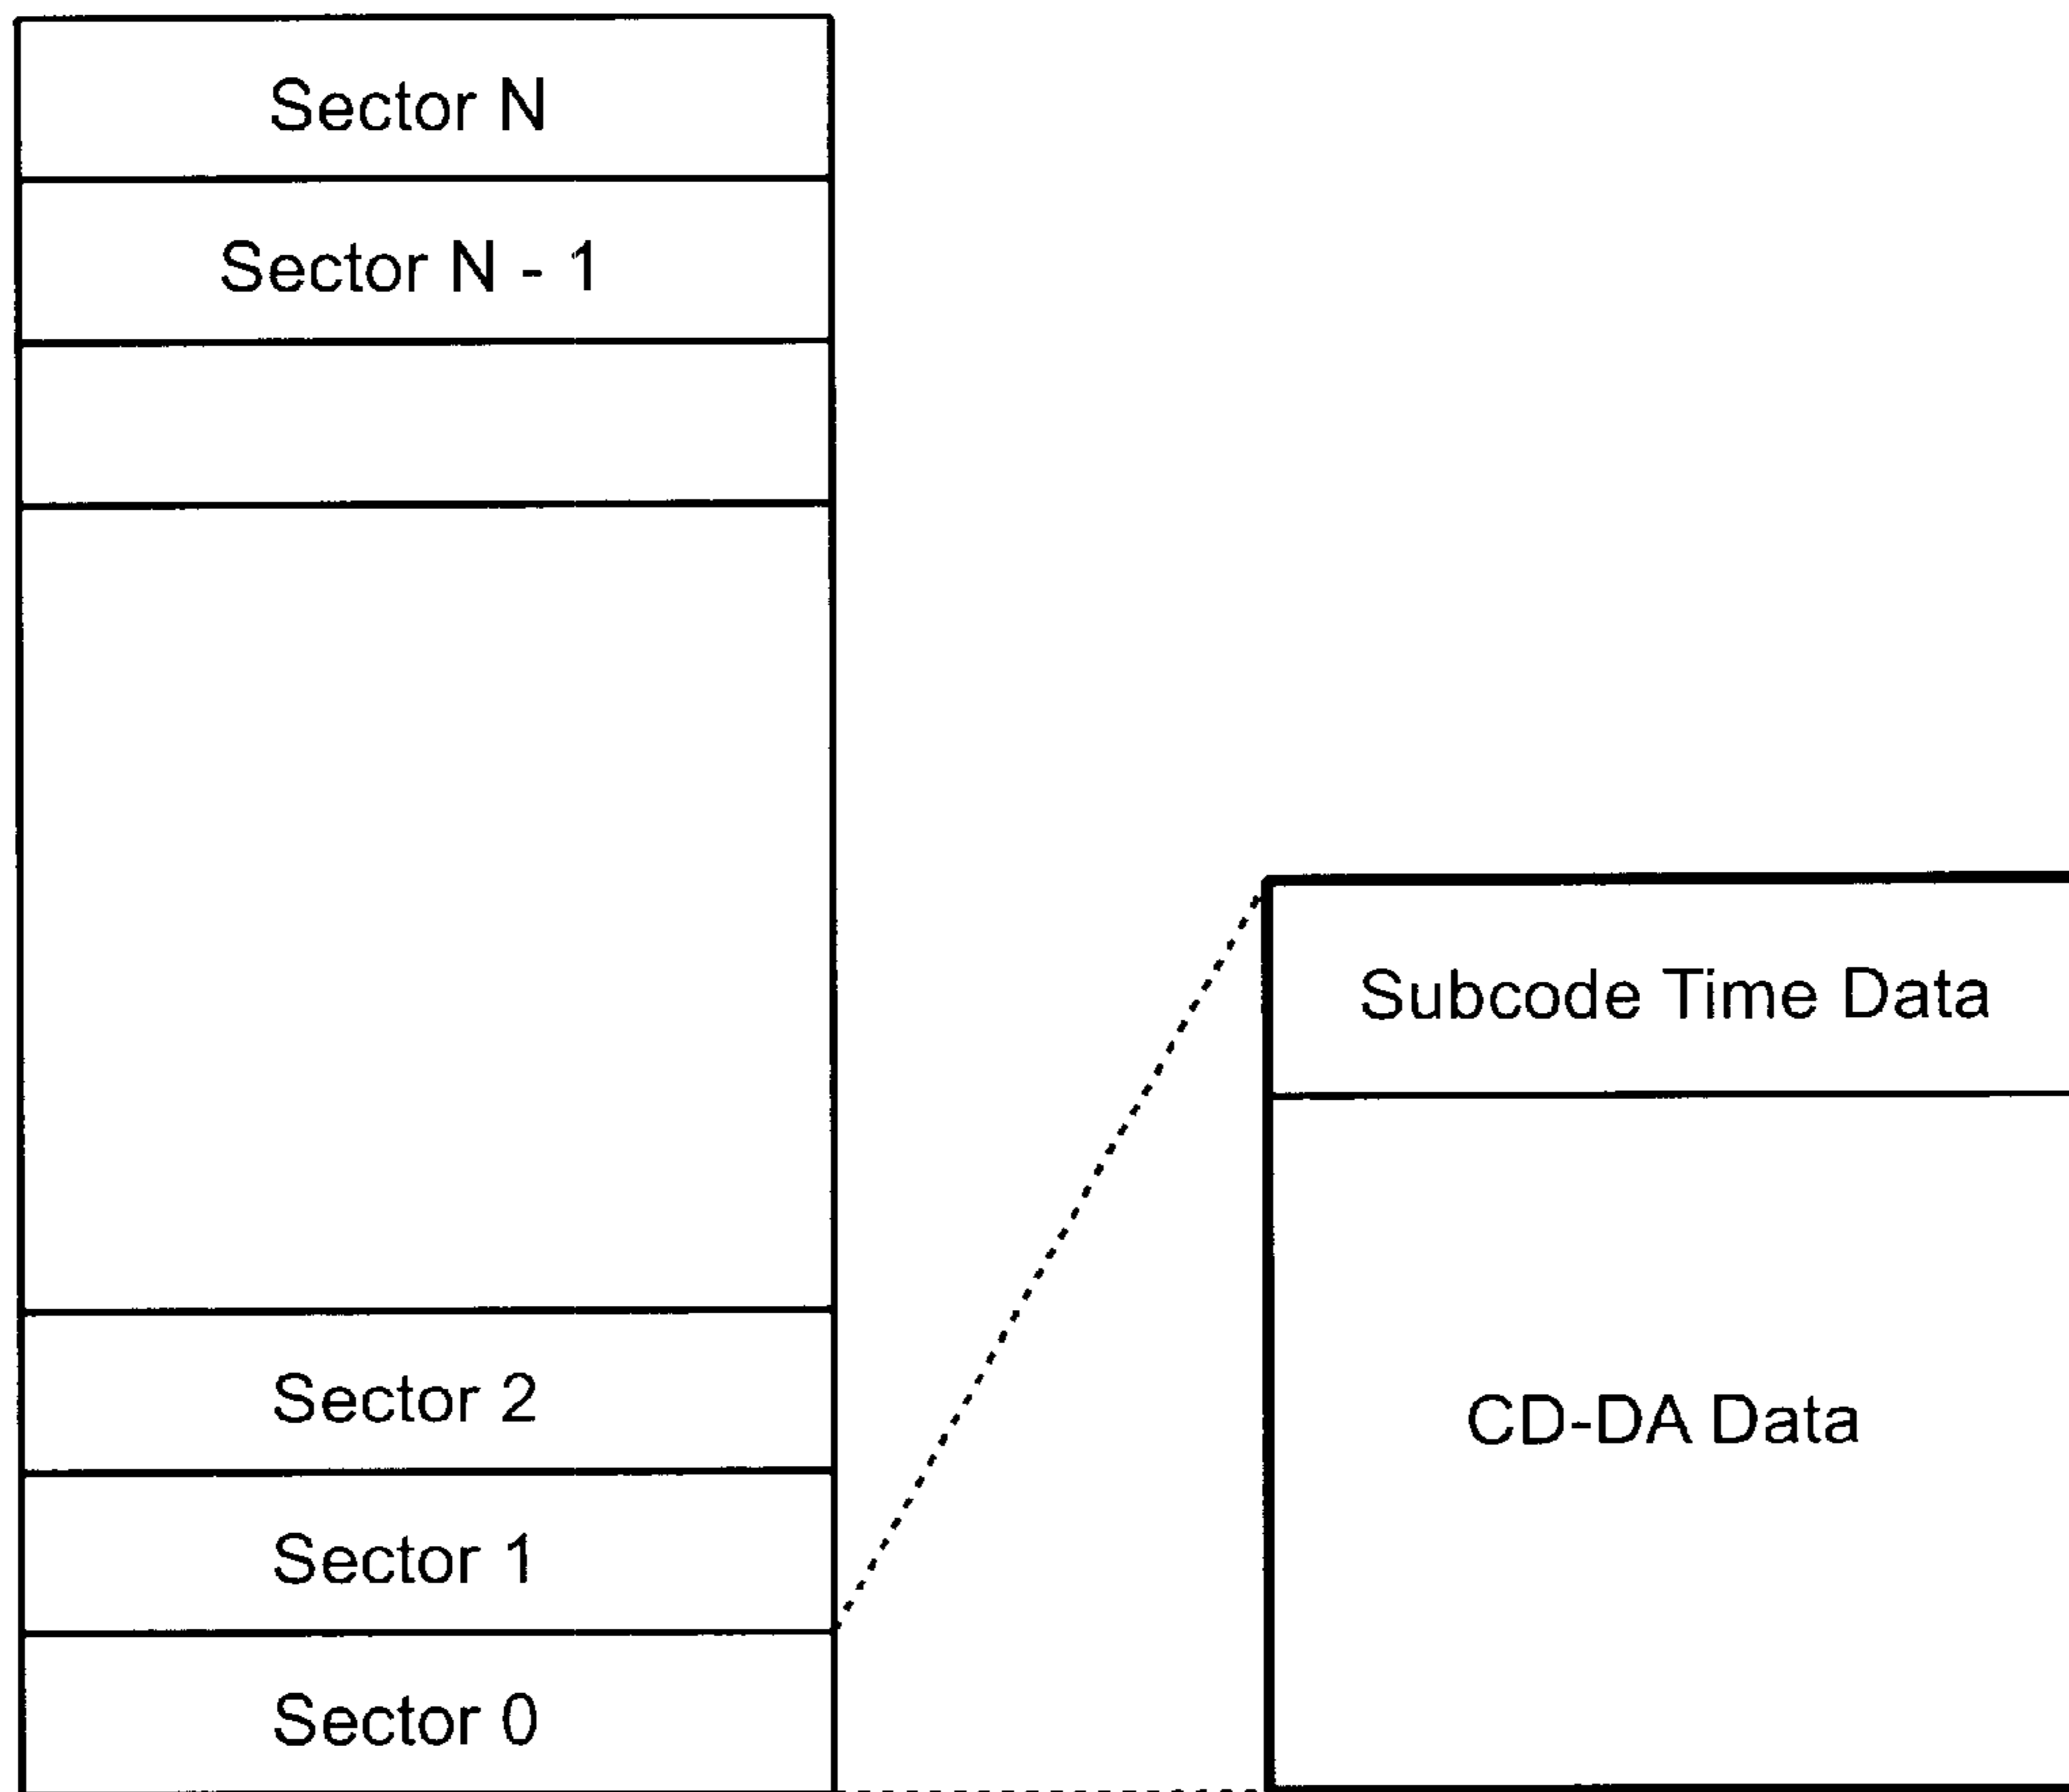 Sector N
Sector N - 1
Sector 2
Sector 1
Sector 0
Subcode Time Data
CD-DA Data